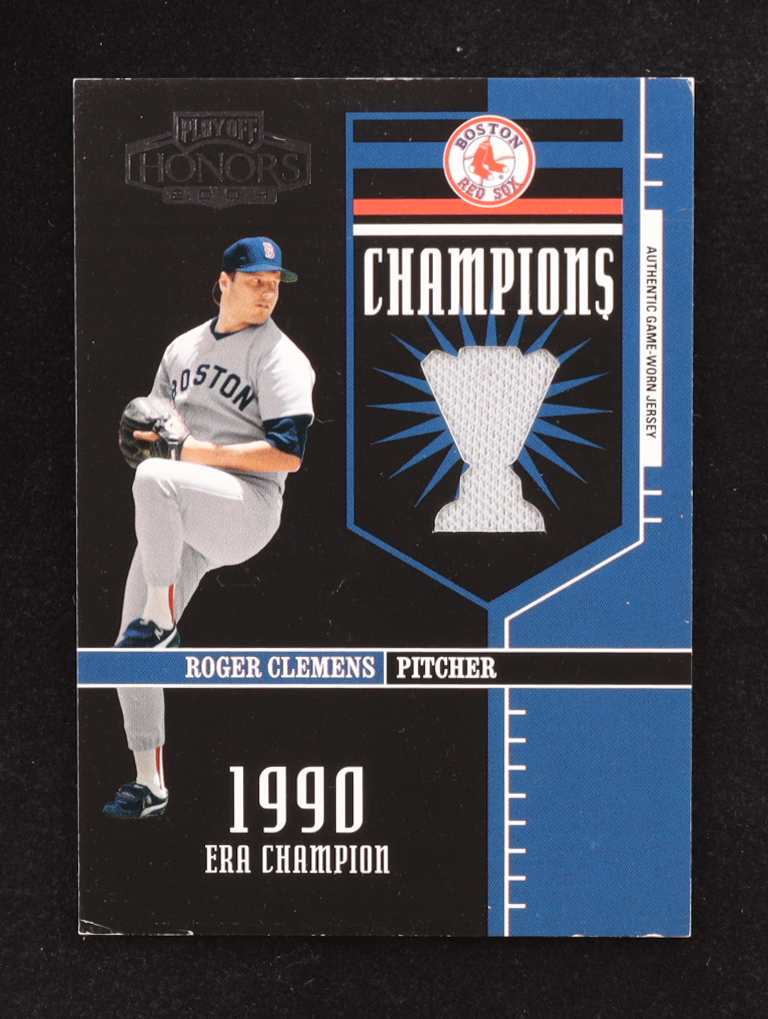 PLAYOFF
HONORS
BOSTON
RED SOX
CHAMPIONS
AUTHENTIC GAME-WORN JERSEY
B
BOSTON
ROGER CLEMENS PITCHER
1990
ERA CHAMPION